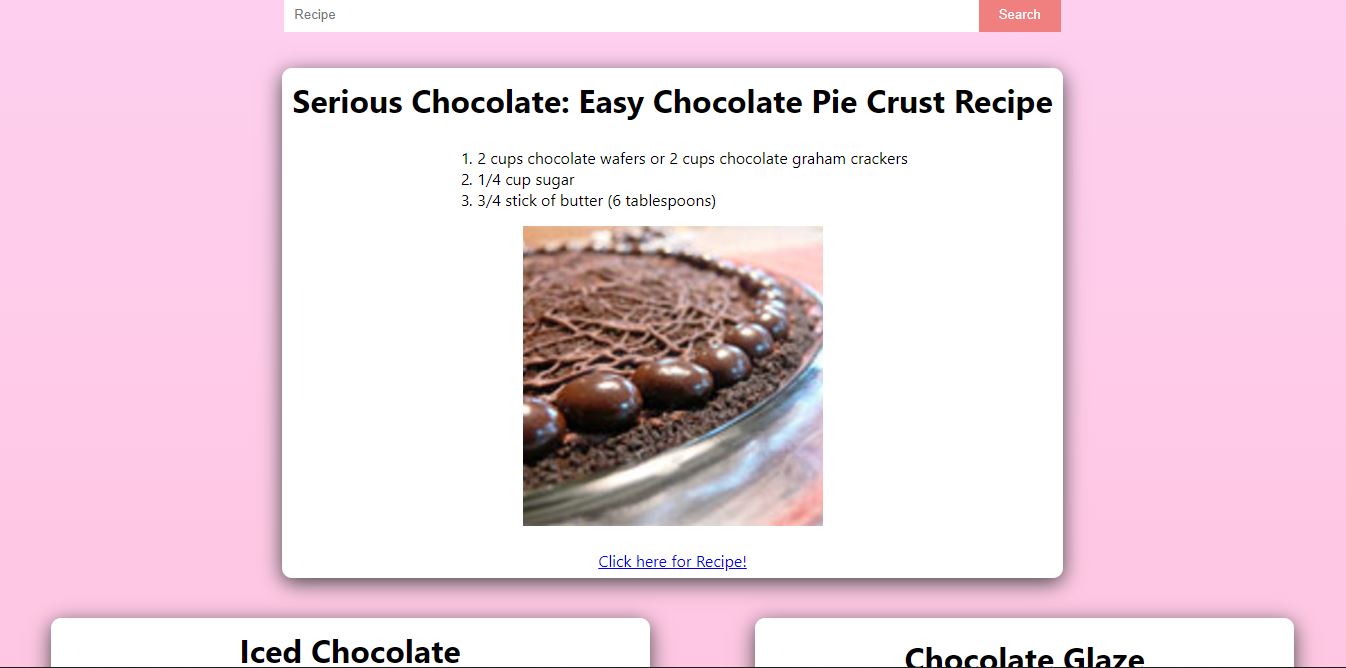 Recipe
Search
Serious Chocolate: Easy Chocolate Pie Crust Recipe
1. 2 cups chocolate wafers or 2 cups chocolate graham crackers
2. 1/4 cup sugar
3. 3/4 stick of butter (6 tablespoons)
Click here for Recipe!
Iced Chocolate
Chocolate Glaze